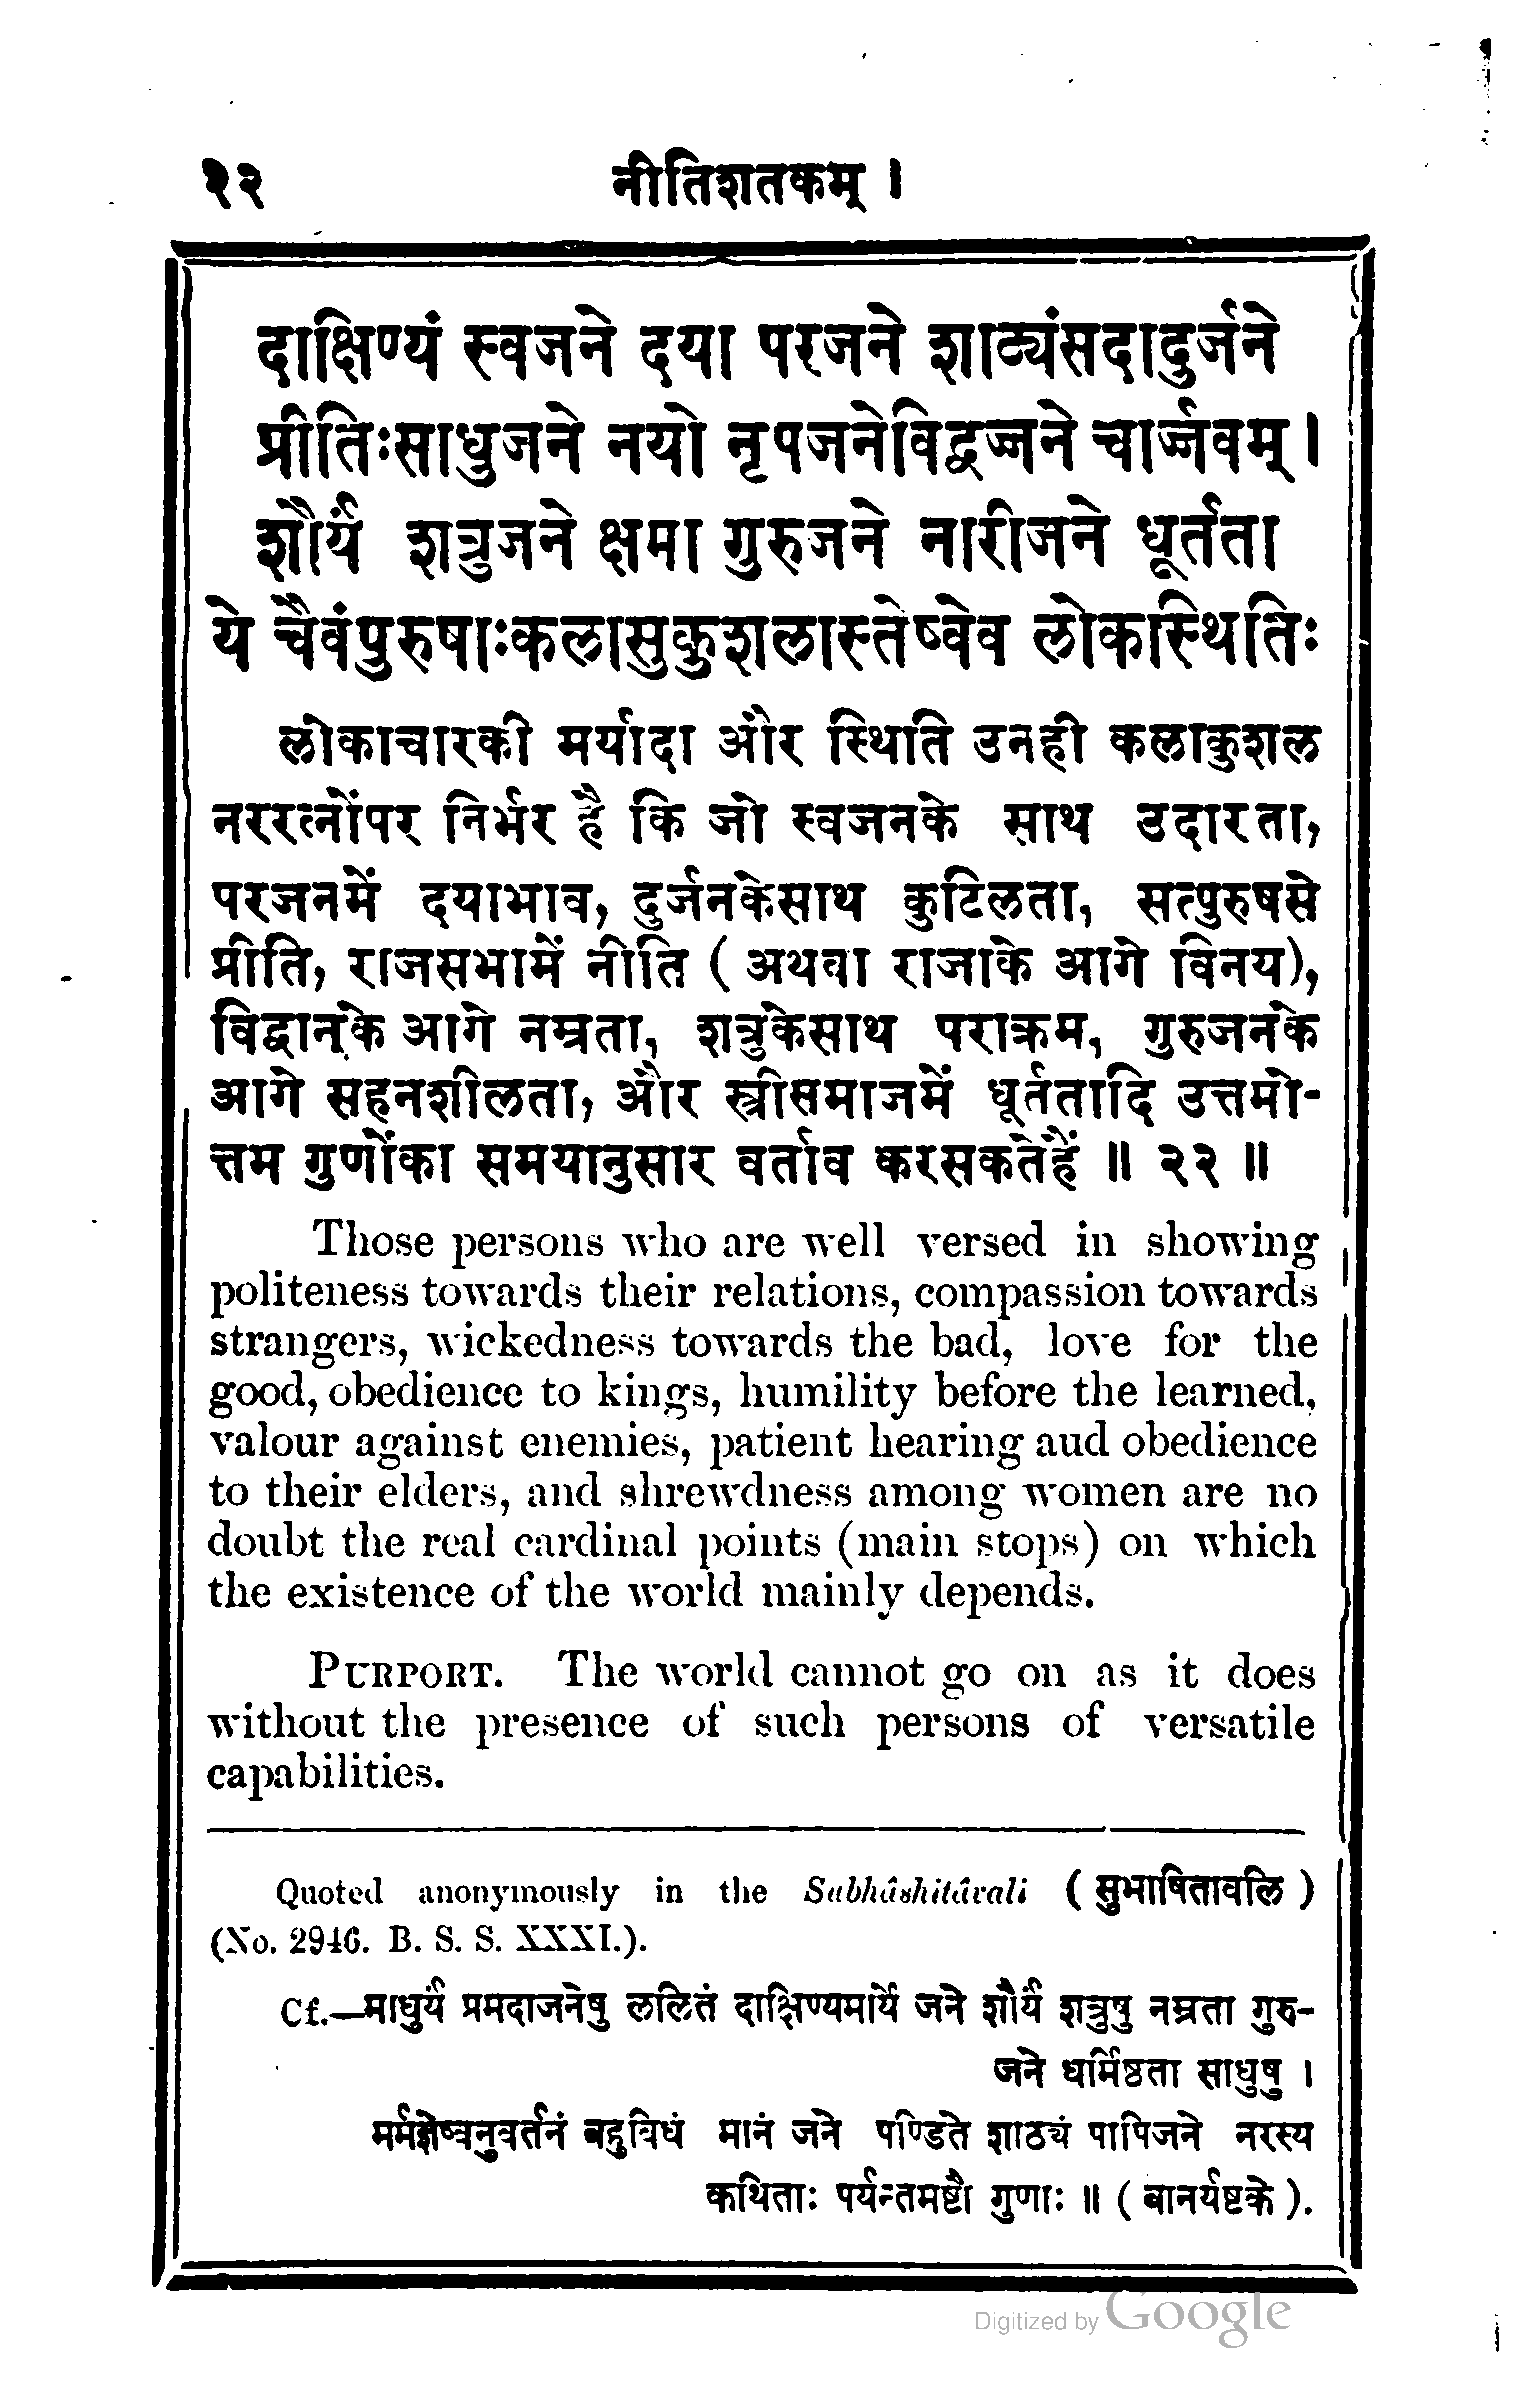 २२ नीतिशतकम् ।
दाक्षिण्यं स्वजने दया परजने शाठ्यंसदादुर्जने
प्रीतिःसाधुजने नयो नृपजनेविद्वज्जने चार्ज्जवम् ।
शौर्यं शत्रुजने क्षमा गुरुजने नारीजने धूर्तता
ये चैवंपुरुषाःकलासुकुशलास्तेष्वेव लोकस्थितिः
लोकाचारकी मर्यादा और स्थिति उनही कलाकुशल
नररत्नोंपर निर्भर है कि जो स्वजनके साथ उदारता,
परजनमें दयाभाव, दुर्जनकेसाथ कुटिलता, सत्पुरुषसे
प्रीति, राजसभामें नीति ( अथवा राजाके आगे विनय),
विद्वान्के आगे नम्रता, शत्रुकेसाथ पराक्रम, गुरुजनके
आगे सहनशीलता, और स्त्रीसमाजमें धूर्ततादि उत्तमो-
त्तम गुणोंका समयानुसार वर्ताव करसकतेहैं ॥ २२ ॥
Those persons who are well versed in showing
politeness towards their relations, compassion towards
strangers, wickedness towards the bad, love for the
good, obedience to kings, humility before the learned,
valour against enemies, patient hearing aud obedience
to their elders, and shrewdness among women are no
doubt the real cardinal points (main stops) on which
the existence of the world mainly depends.
PURPORT. The world cannot go on as it does
without the presence of such persons of versatile
capabilities.
Quoted anonymously in the Subhâshitâvali ( सुभाषितावलि )
(No. 2946. B. S. S. XXXI.).
Cf.—माधुर्यं प्रमदाजनेषु ललितं दाक्षिण्यमार्ये जने शौर्यं शत्रुषु नम्रता गुरु-
जने धर्मिष्ठता साधुषु ।
मर्मज्ञेष्वनुवर्तनं बहुविधं मानं जने पण्डिते शाठ्यं पापिजने नरस्य
कथिताः पर्यन्तमष्टौ गुणाः ॥ ( वानर्यष्टके ).
Digitized by Google